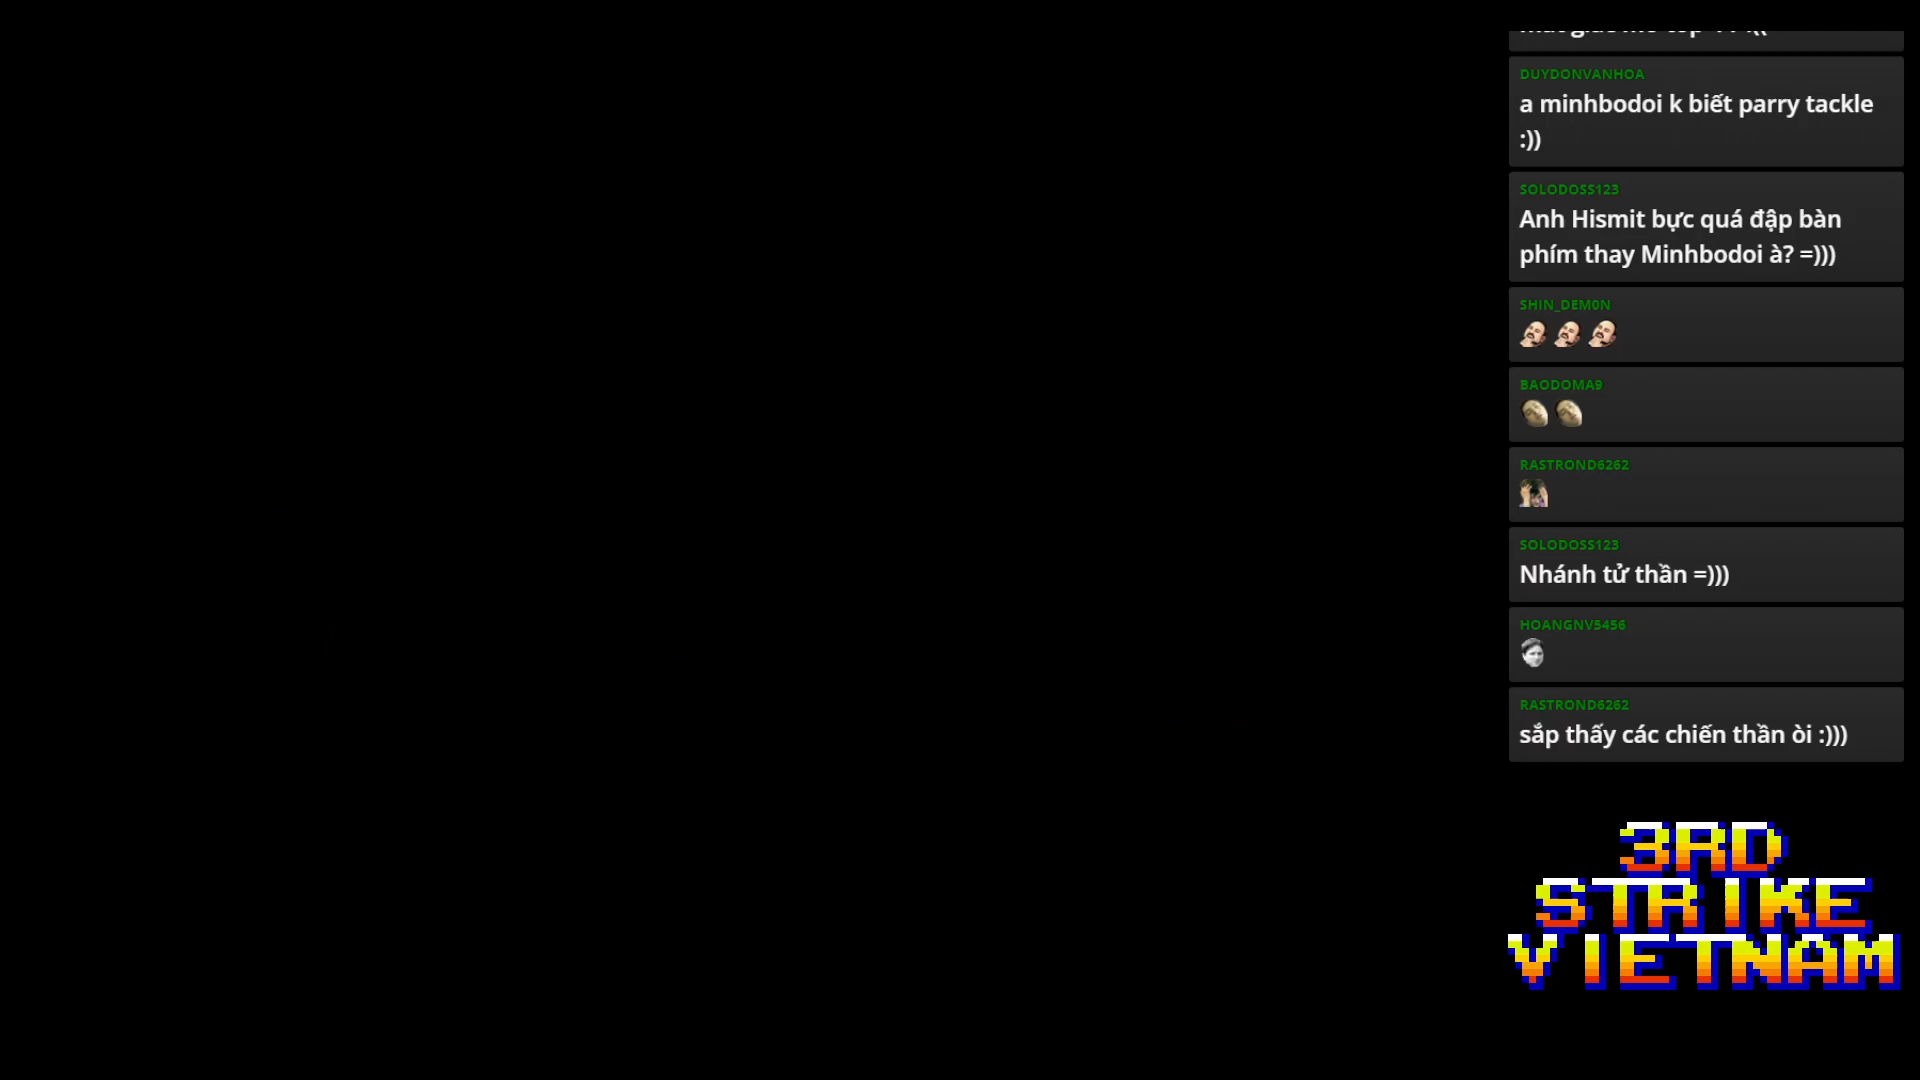 DUYDONVANHOA
a minhbodoi k biết parry tackle
:))
SOLODOSS123
Anh Hismit bực quá đập bàn
phím thay Minhbodoi à? =)))
SHIN_DEM0N
BAODOMA9
RASTROND6262
SOLODOSS123
Nhánh tử thần =)))
HOANGNV5456
RASTROND6262
sắp thấy các chiến thần òi :)))
3RD
STRIKE
VIETNAM